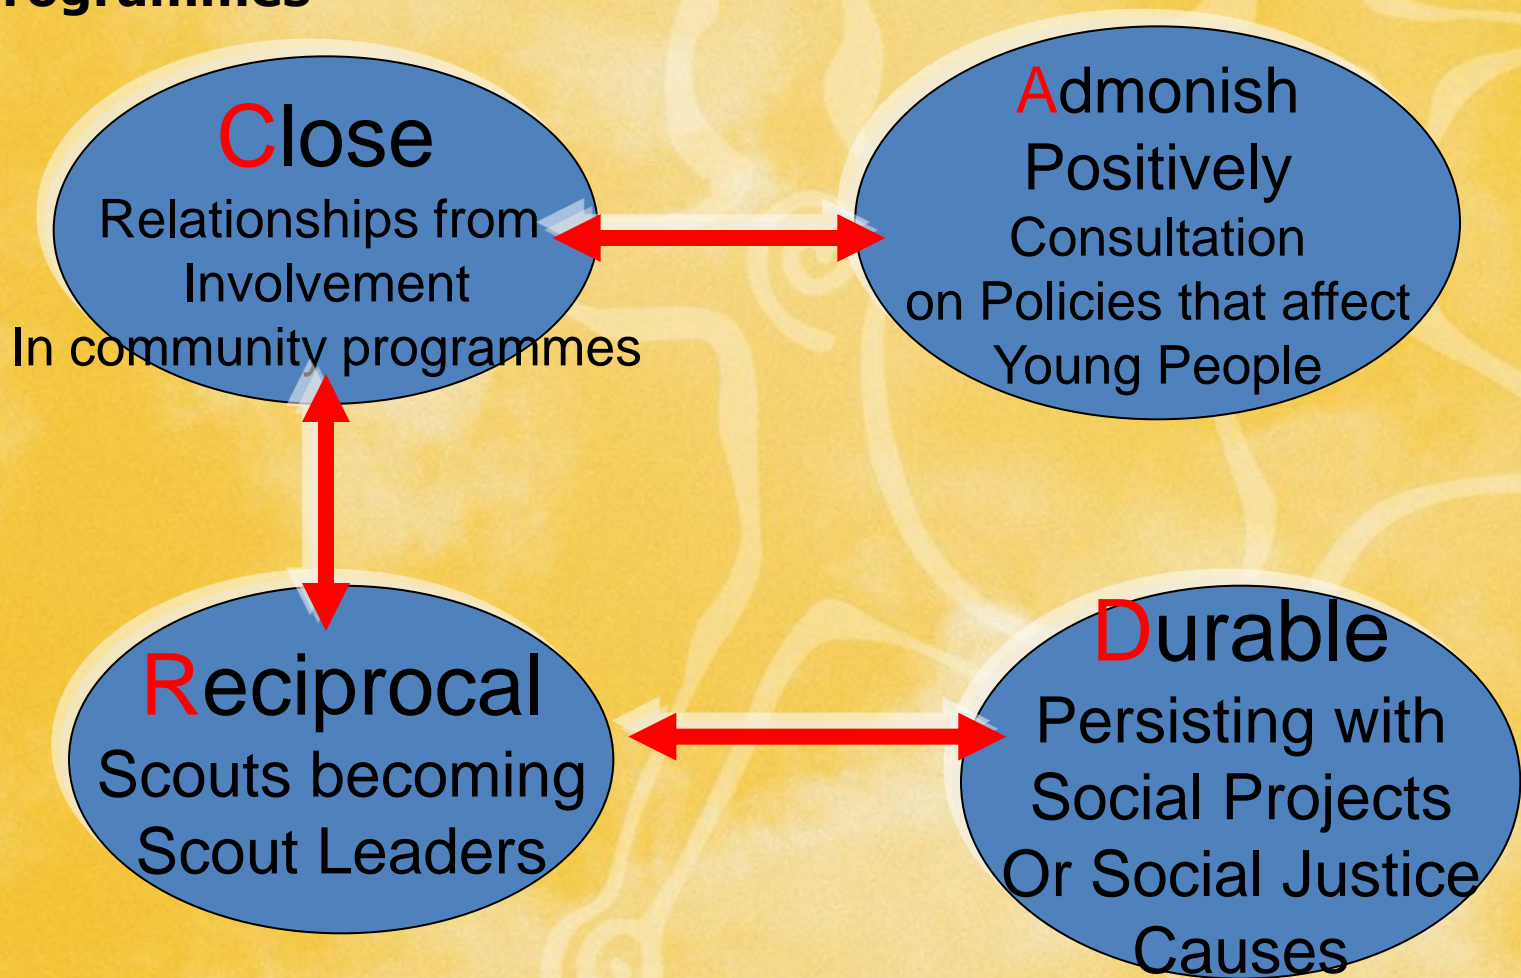 Close
Relationships from
Involvement
In community programmes
Admonish
Positively
Consultation
on Policies that affect
Young People
Reciprocal
Scouts becoming
Scout Leaders
Durable
Persisting with
Social Projects
Or Social Justice
Causes